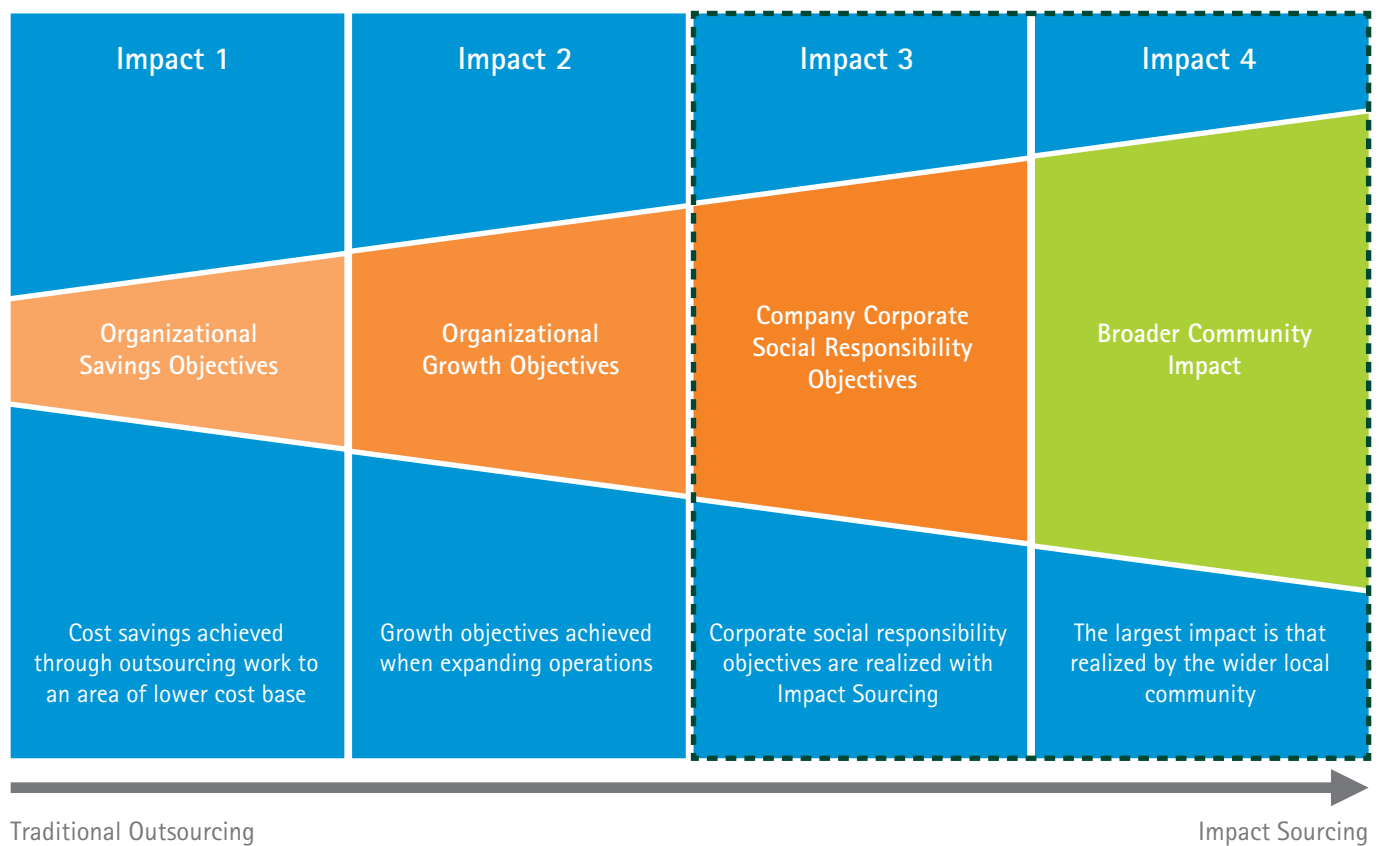 Impact 1
Impact 2
Impact 3
Impact 4
Organizational
Savings Objectives
Organizational
Growth Objectives
Company Corporate
Social Responsibility
Objectives
Broader Community
Impact
Cost savings achieved
through outsourcing work to
an area of lower cost base
Growth objectives achieved
when expanding operations
Corporate social responsibility
objectives are realized with
Impact Sourcing
The largest impact is that
realized by the wider local
community
Traditional Outsourcing
Impact Sourcing